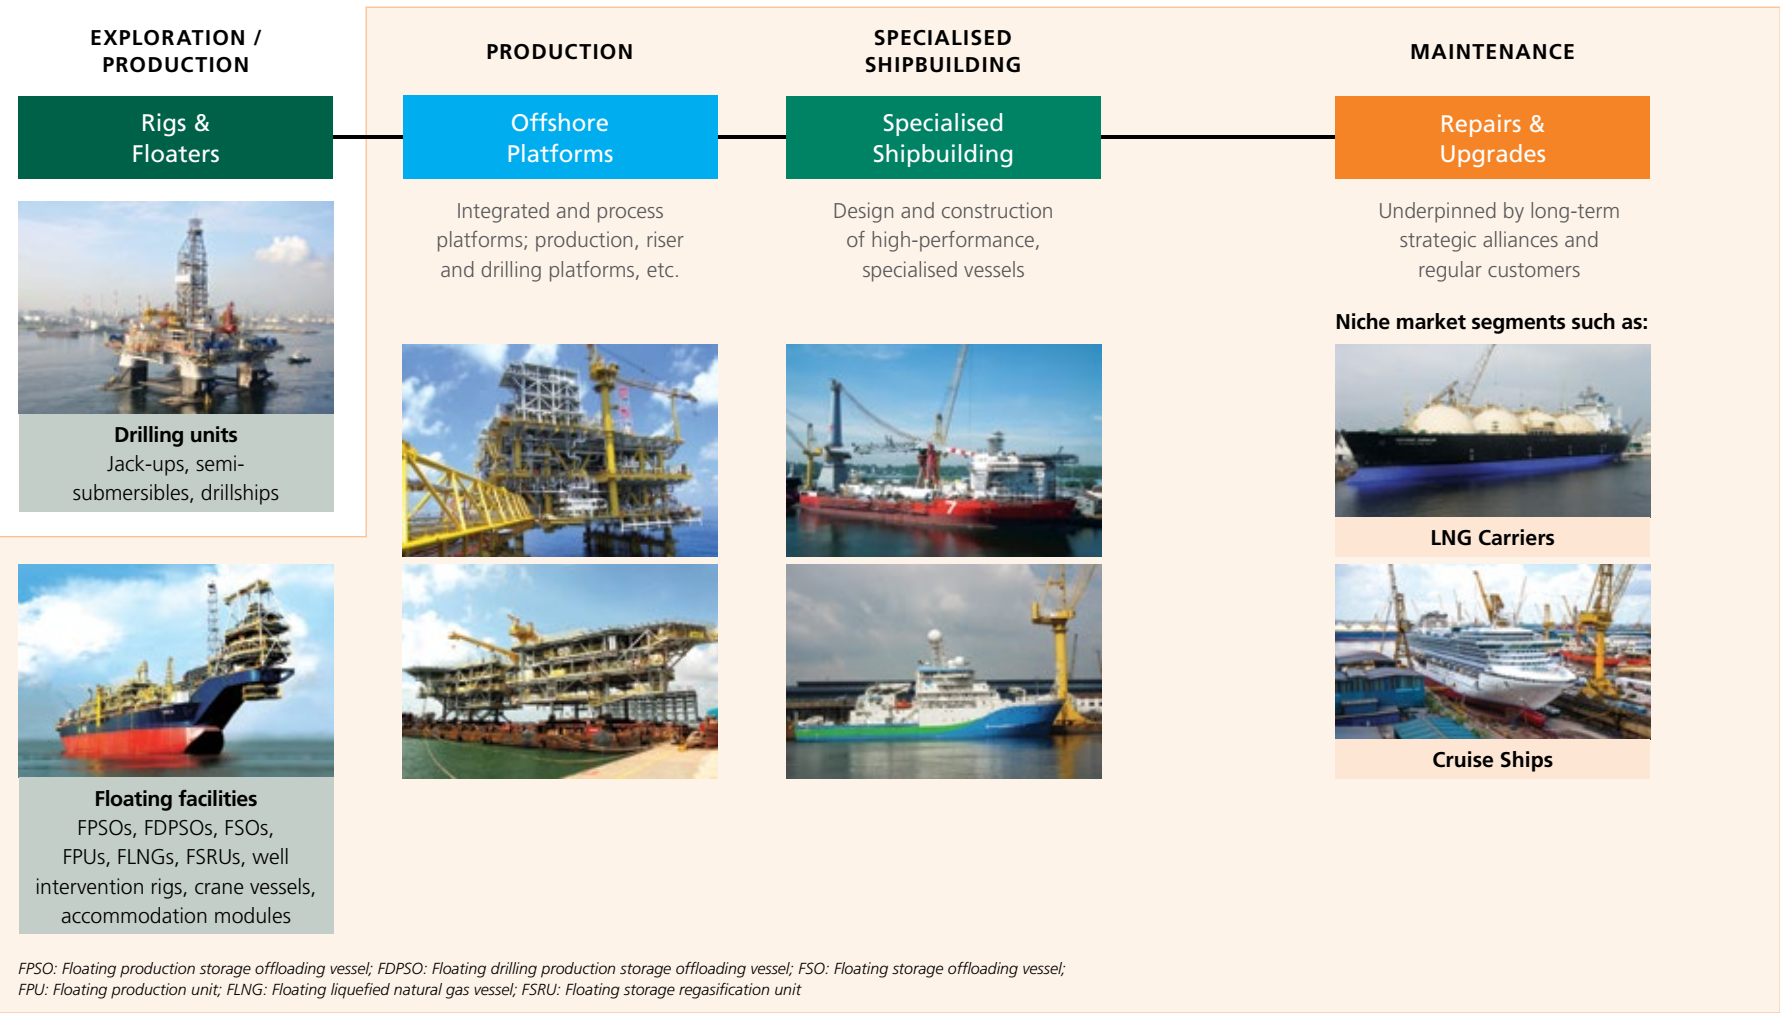 EXPLORATION /
PRODUCTION
Rigs &
Floaters
Drilling units
Jack-ups, semi-
submersibles, drillships
Floating facilities
FPSOs, FDPSOs, FSOs,
FPUs, FLNGs, FSRUs, well
intervention rigs, crane vessels,
accommodation modules
PRODUCTION
Offshore
Platforms
Integrated and process
platforms; production, riser
and drilling platforms, etc.
SPECIALISED
SHIPBUILDING
Specialised
Shipbuilding
Design and construction
of high-performance,
specialised vessels
7
MAINTENANCE
Repairs &
Upgrades
Underpinned by long-term
strategic alliances and
regular customers
Niche market segments such as:
LNG Carriers
Cruise Ships
FPSO: Floating production storage offloading vessel; FDPSO: Floating drilling production storage offloading vessel; FSO: Floating storage offloading vessel;
FPU: Floating production unit; FLNG: Floating liquefied natural gas vessel; FSRU: Floating storage regasification unit